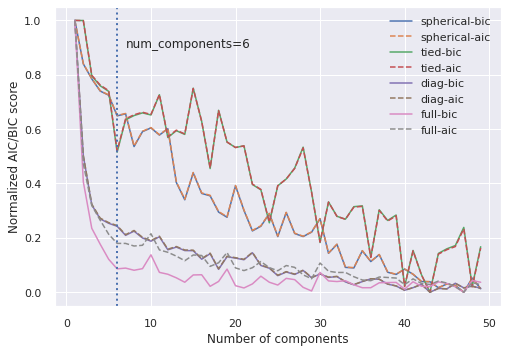 spherical-bic
spherical-aic
tied-bic
tied-aic
diag-bic
diag-aic
full-bic
full-aic
num_components=6
Normalized AIC/BIC score
1.0
0.8
0.6
0.4
0.2
0.0
0
10
20
30
40
50
Number of components